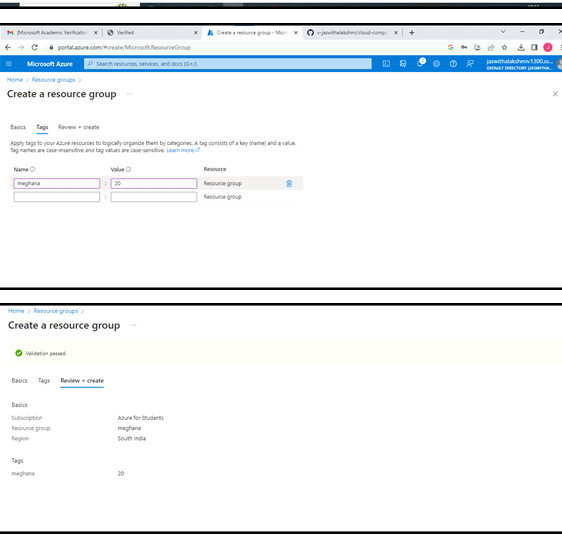 [Microsoft Academic Verification
Verified
Create a resource group - Micr
v-jaswithalakshmi/cloud-compu
portal.azure.com/#create/Microsoft.ResourceGroup
Microsoft Azure
Search resources, services, and docs (G+/)
jaswithalakshmiv1300.ss...
DEFAULT DIRECTORY (JASWITHA...
Home > Resource groups >
Create a resource group ...
Basics Tags Review + create
Apply tags to your Azure resources to logically organize them by categories. A tag consists of a key (name) and a value.
Tag names are case-insensitive and tag values are case-sensitive. Learn more
Name Value Resource
meghana : 20 Resource group
: Resource group
Home > Resource groups >
Create a resource group ...
Validation passed.
Basics Tags Review + create
Basics
Subscription Azure for Students
Resource group meghana
Region South India
Tags
meghana 20